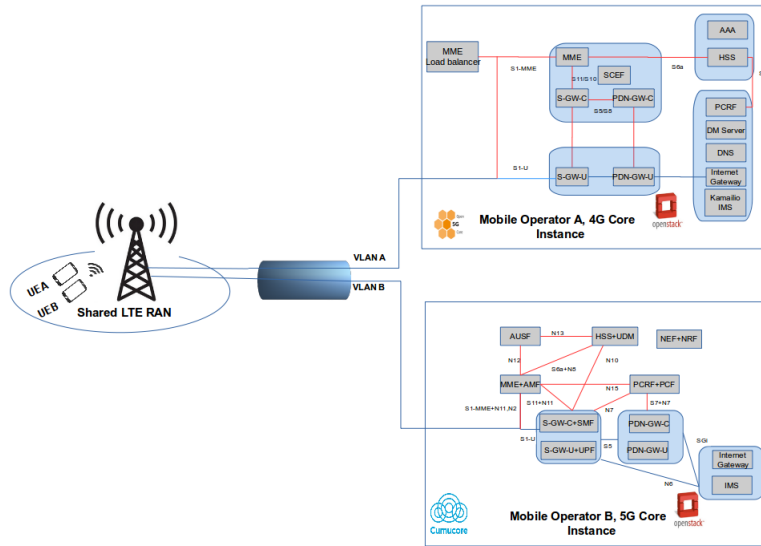 MME
Load balancer
S1-MME
MME
S11/S10
SCEF
S-GW-C
PDN-GW-C
S5/S8
S6a
AAA
HSS
S
PCRF
DM Server
DNS
Internet
Gateway
Kamailio
IMS
S1-U
S-GW-U
PDN-GW-U
Open
5G
Core
Mobile Operator A, 4G Core
Instance
openstack
VLAN A
VLAN B
UEA
UEB
Shared LTE RAN
AUSF
N13
HSS+UDM
NEF+NRF
N12
S6a+N8
N10
MME+AMF
N15
PCRF+PCF
S1-MME+N11,N2
S11+N11
N7
S7+N7
S-GW-C+SMF
PDN-GW-C
S1-U
S5
SGi
S-GW-U+UPF
PDN-GW-U
Internet
Gateway
IMS
N6
Cumucore
Mobile Operator B, 5G Core
Instance
openstack